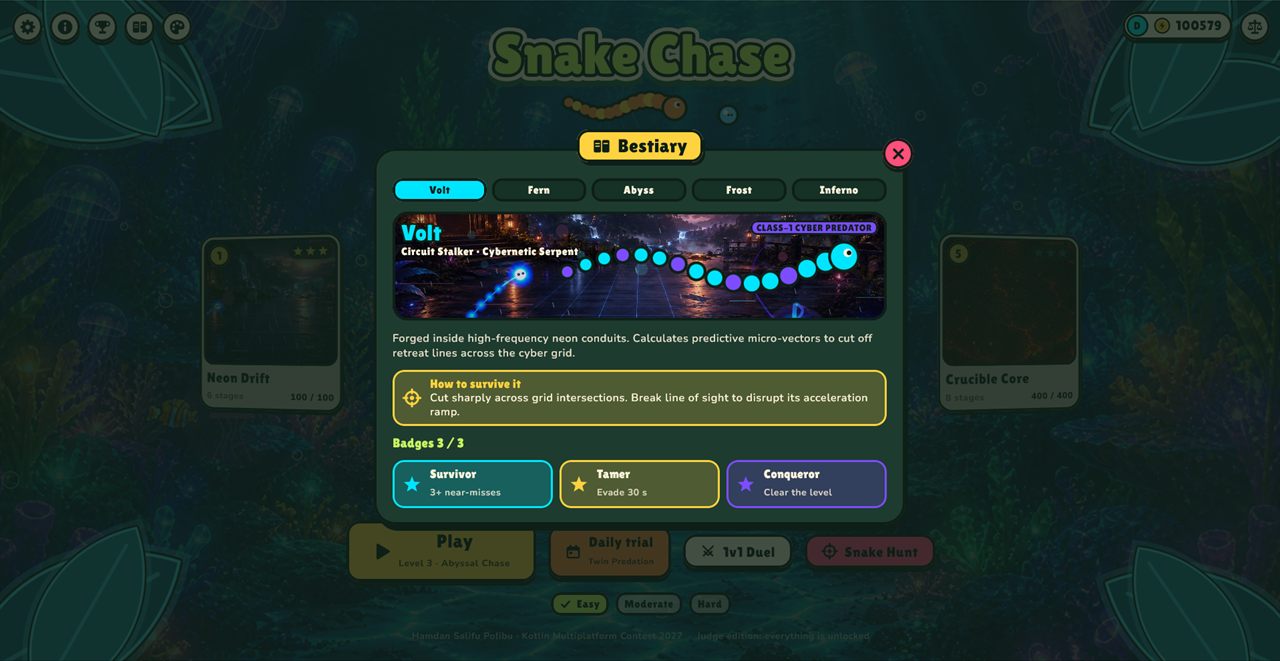 D
100579
Snake Chase
Bestiary
Volt
Fern
Abyss
Frost
Inferno
Volt
CLASS-1 CYBER PREDATOR
Circuit Stalker · Cybernetic Serpent
Forged inside high-frequency neon conduits. Calculates predictive micro-vectors to cut off
retreat lines across the cyber grid.
How to survive it
Cut sharply across grid intersections. Break line of sight to disrupt its acceleration
ramp.
Badges 3 / 3
Survivor
3+ near-misses
Tamer
Evade 30 s
Conqueror
Clear the level
1
Neon Drift
6 stages
100 / 100
5
Crucible Core
8 stages
400 / 400
Play
Level 3 · Abyssal Chase
Daily trial
Twin Predation
1v1 Duel
Snake Hunt
Easy
Moderate
Hard
Hamdan Salifu Pofibu · Kotlin Multiplatform Contest 2027
Judge edition: everything is unlocked